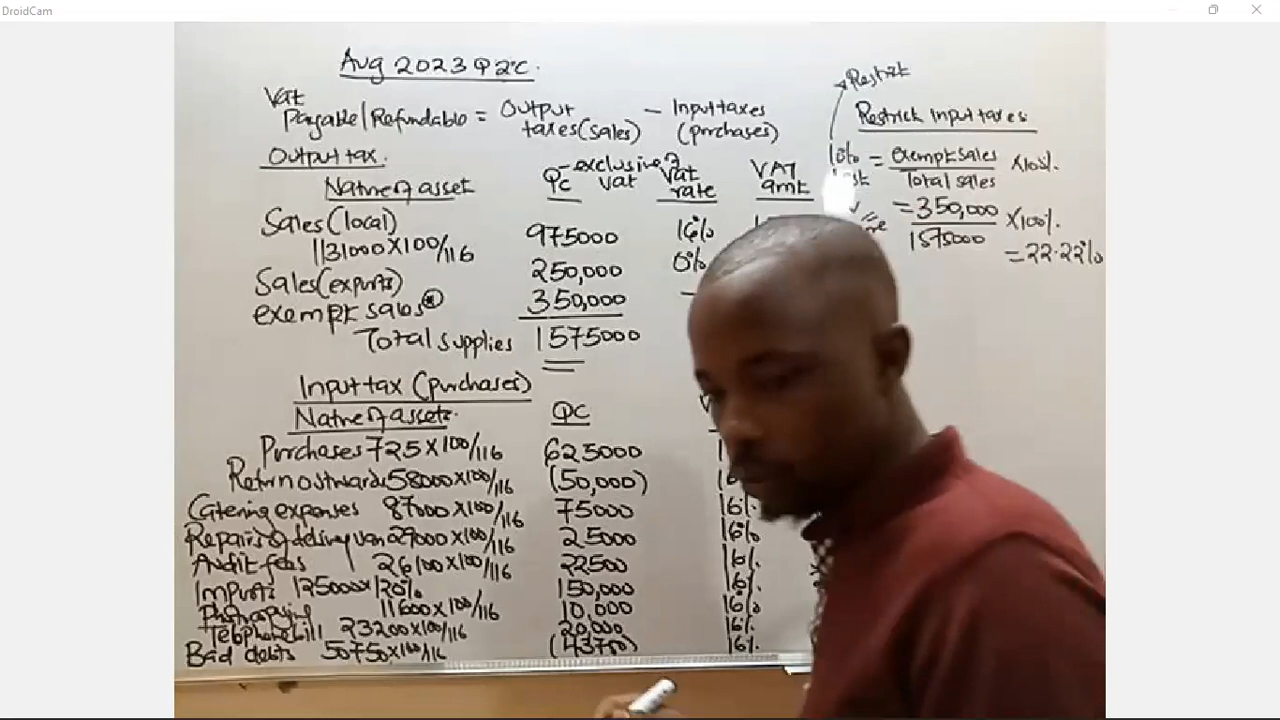 DroidCam
Aug 2023 Q2C.
Vat
Payable/Refundable = Output taxes (sales) - Input taxes (purchases)
Output tax.
Nature of asset QC - exclusive of vat Vat rate VAT amt
Sales (local)
1131000 X 100/116 975000 16%
Sales (exports) 250,000 0%
exempt sales 350,000
Total supplies 1575000
Input tax (purchases)
Nature of assets. QC
Purchases 725 X 100/116 625000
Return outwards 58000 X 100/116 (50,000)
Catering expenses 87000 X 100/116 75000 16%
Repairs of delivery van 29000 X 100/116 25000 16%
Audit fees 26100 X 100/116 22500 16%
Imports 125000 X 120% 150,000 16%
Photocopying 11600 X 100/116 10,000 16%
Telephone bill 23200 X 100/116 20,000 16%
Bad debts 50750 X 100/116 (43750) 16%
Restrict
Restrict Input taxes
= exempt sales / Total sales X 100%.
= 350,000 / 1575000 X 100%.
= 22.22%